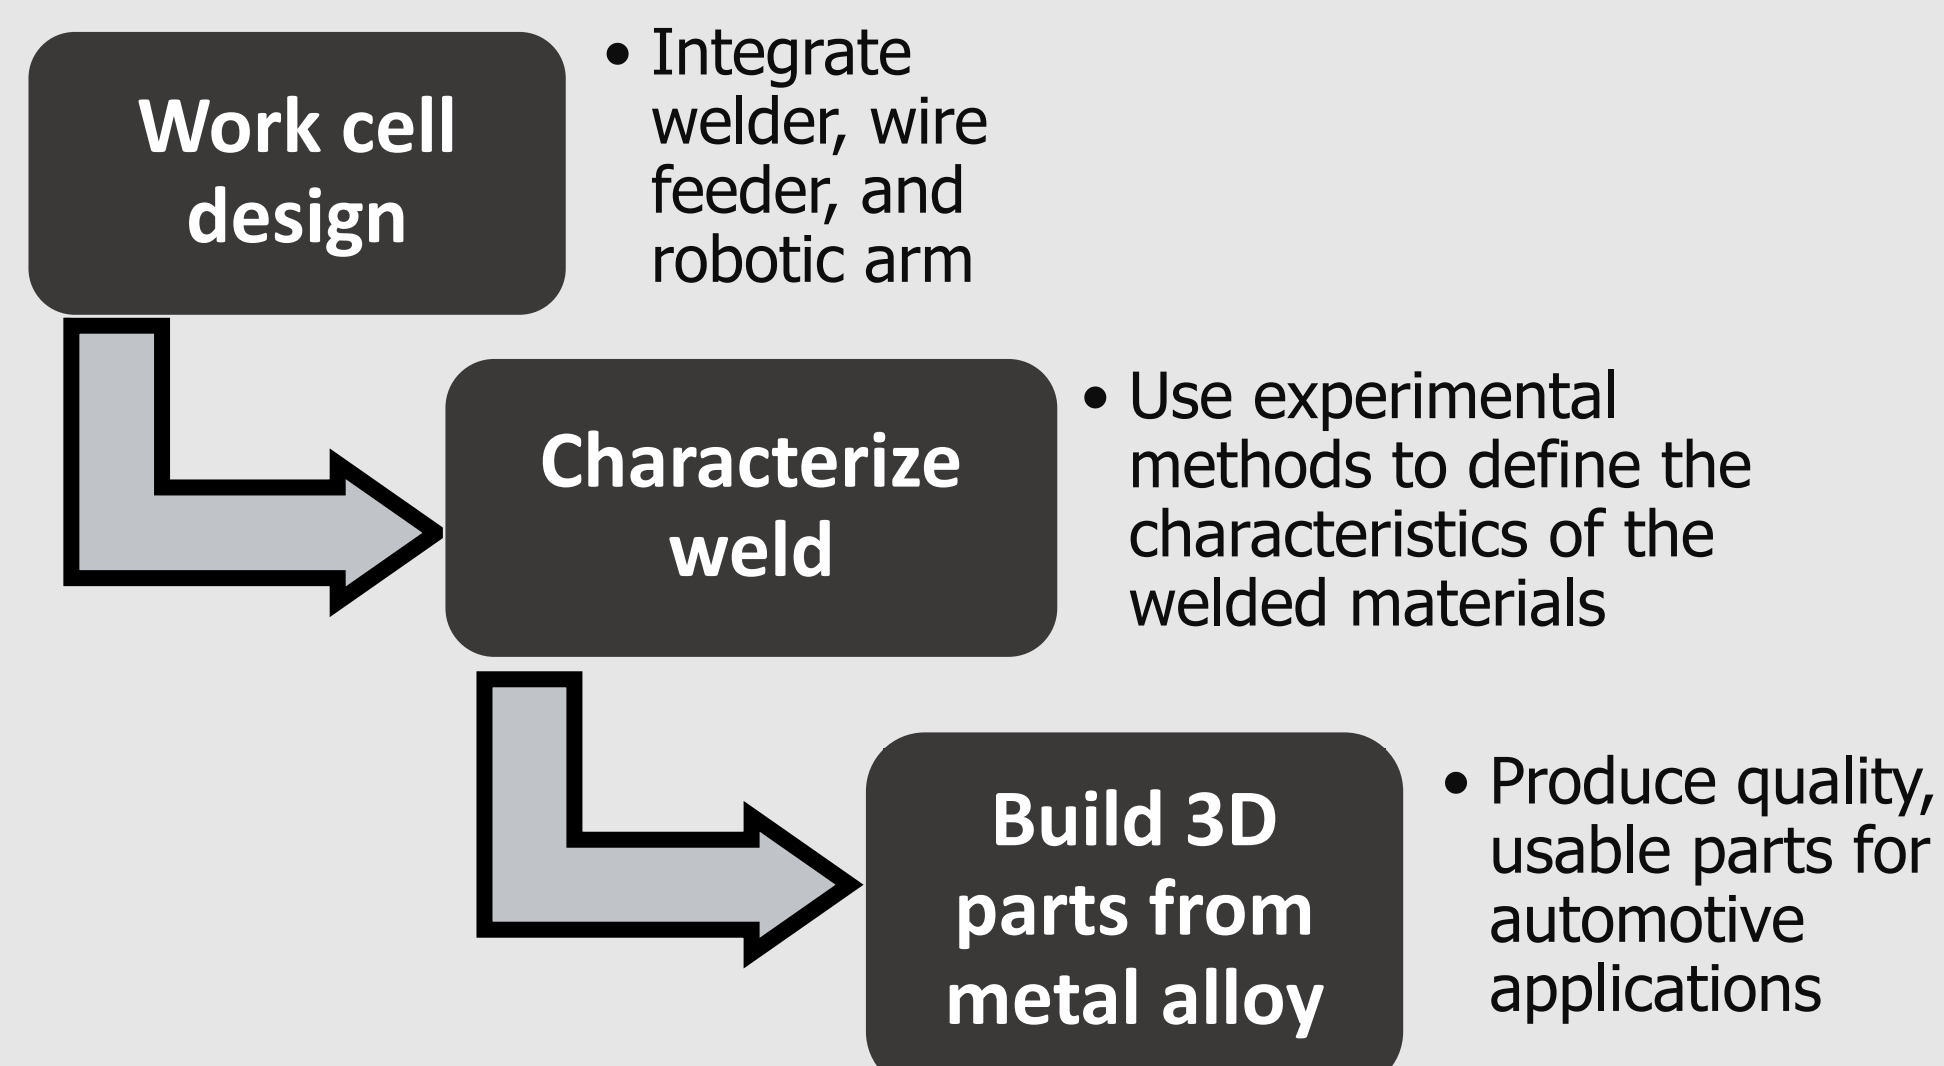 Work cell
design
• Integrate
welder, wire
feeder, and
robotic arm
Characterize
weld
• Use experimental
methods to define the
characteristics of the
welded materials
Build 3D
parts from
metal alloy
• Produce quality,
usable parts for
automotive
applications